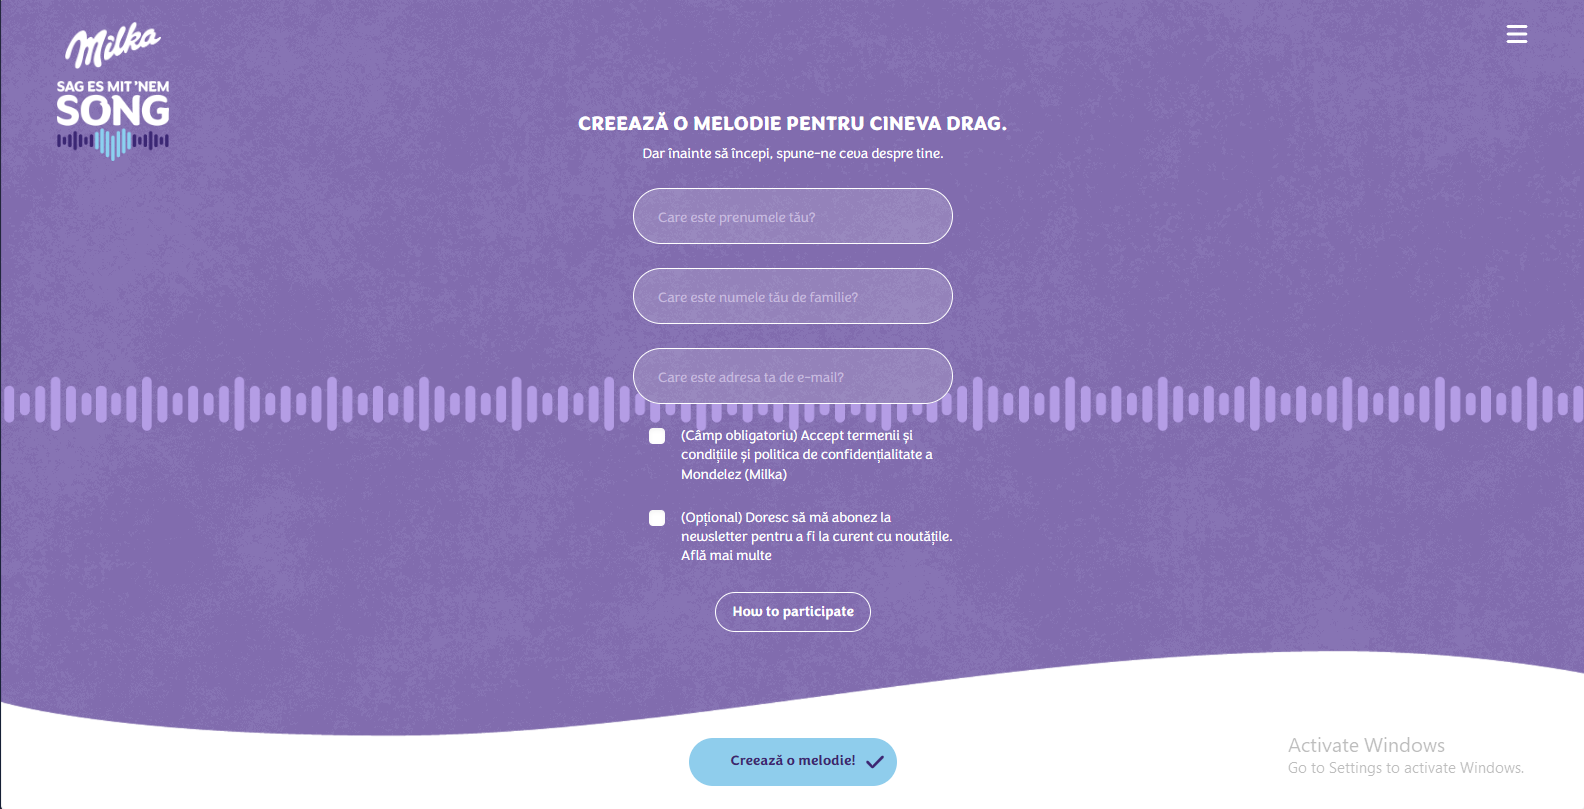 Milka
SAG ES MIT 'NEM
SONG
CREEAZĂ O MELODIE PENTRU CINEVA DRAG.
Dar înainte să începi, spune-ne ceva despre tine.
Care este prenumele tău?
Care este numele tău de familie?
Care este adresa ta de e-mail?
(Câmp obligatoriu) Accept termenii și
condițiile și politica de confidențialitate a
Mondelez (Milka)
(Opțional) Doresc să mă abonez la
newsletter pentru a fi la curent cu noutățile.
Află mai multe
How to participate
Creează o melodie!
Activate Windows
Go to Settings to activate Windows.